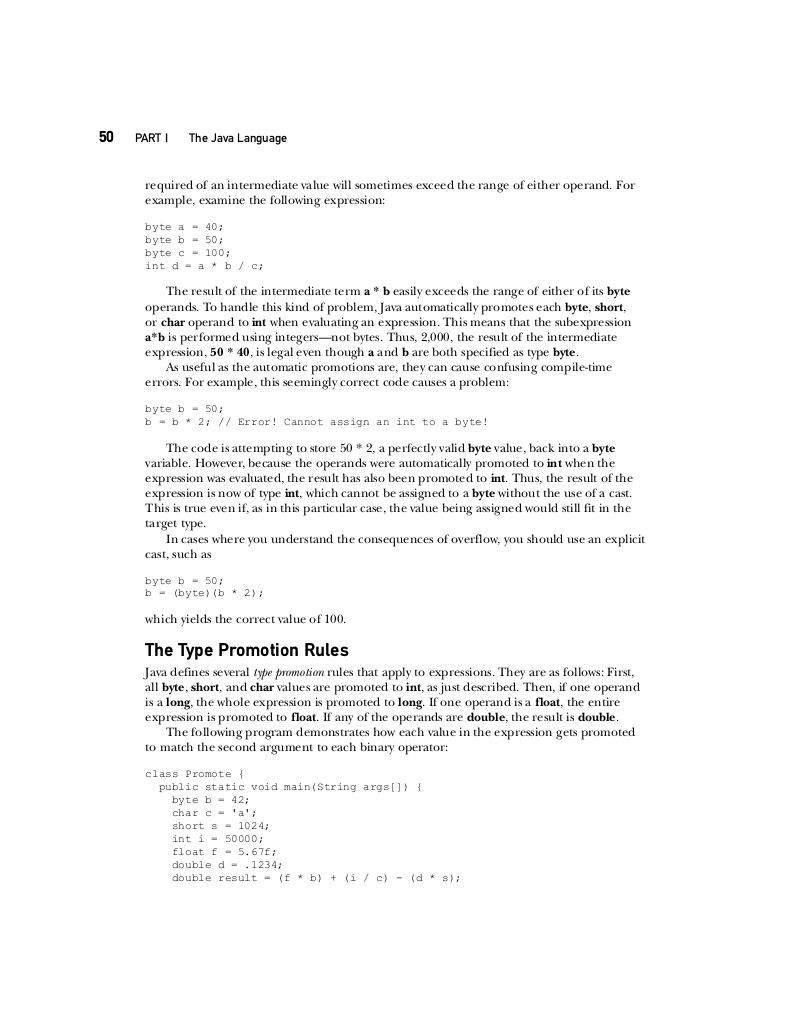 50 PART I The Java Language
required of an intermediate value will sometimes exceed the range of either operand. For
example, examine the following expression:
byte a = 40;
byte b = 50;
byte c = 100;
int d = a * b / c;
The result of the intermediate term a * b easily exceeds the range of either of its byte
operands. To handle this kind of problem, Java automatically promotes each byte, short,
or char operand to int when evaluating an expression. This means that the subexpression
a*b is performed using integers—not bytes. Thus, 2,000, the result of the intermediate
expression, 50 * 40, is legal even though a and b are both specified as type byte.
As useful as the automatic promotions are, they can cause confusing compile-time
errors. For example, this seemingly correct code causes a problem:
byte b = 50;
b = b * 2; // Error! Cannot assign an int to a byte!
The code is attempting to store 50 * 2, a perfectly valid byte value, back into a byte
variable. However, because the operands were automatically promoted to int when the
expression was evaluated, the result has also been promoted to int. Thus, the result of the
expression is now of type int, which cannot be assigned to a byte without the use of a cast.
This is true even if, as in this particular case, the value being assigned would still fit in the
target type.
In cases where you understand the consequences of overflow, you should use an explicit
cast, such as
byte b = 50;
b = (byte)(b * 2);
which yields the correct value of 100.
The Type Promotion Rules
Java defines several type promotion rules that apply to expressions. They are as follows: First,
all byte, short, and char values are promoted to int, as just described. Then, if one operand
is a long, the whole expression is promoted to long. If one operand is a float, the entire
expression is promoted to float. If any of the operands are double, the result is double.
The following program demonstrates how each value in the expression gets promoted
to match the second argument to each binary operator:
class Promote {
public static void main(String args[]) {
byte b = 42;
char c = 'a';
short s = 1024;
int i = 50000;
float f = 5.67f;
double d = .1234;
double result = (f * b) + (i / c) - (d * s);